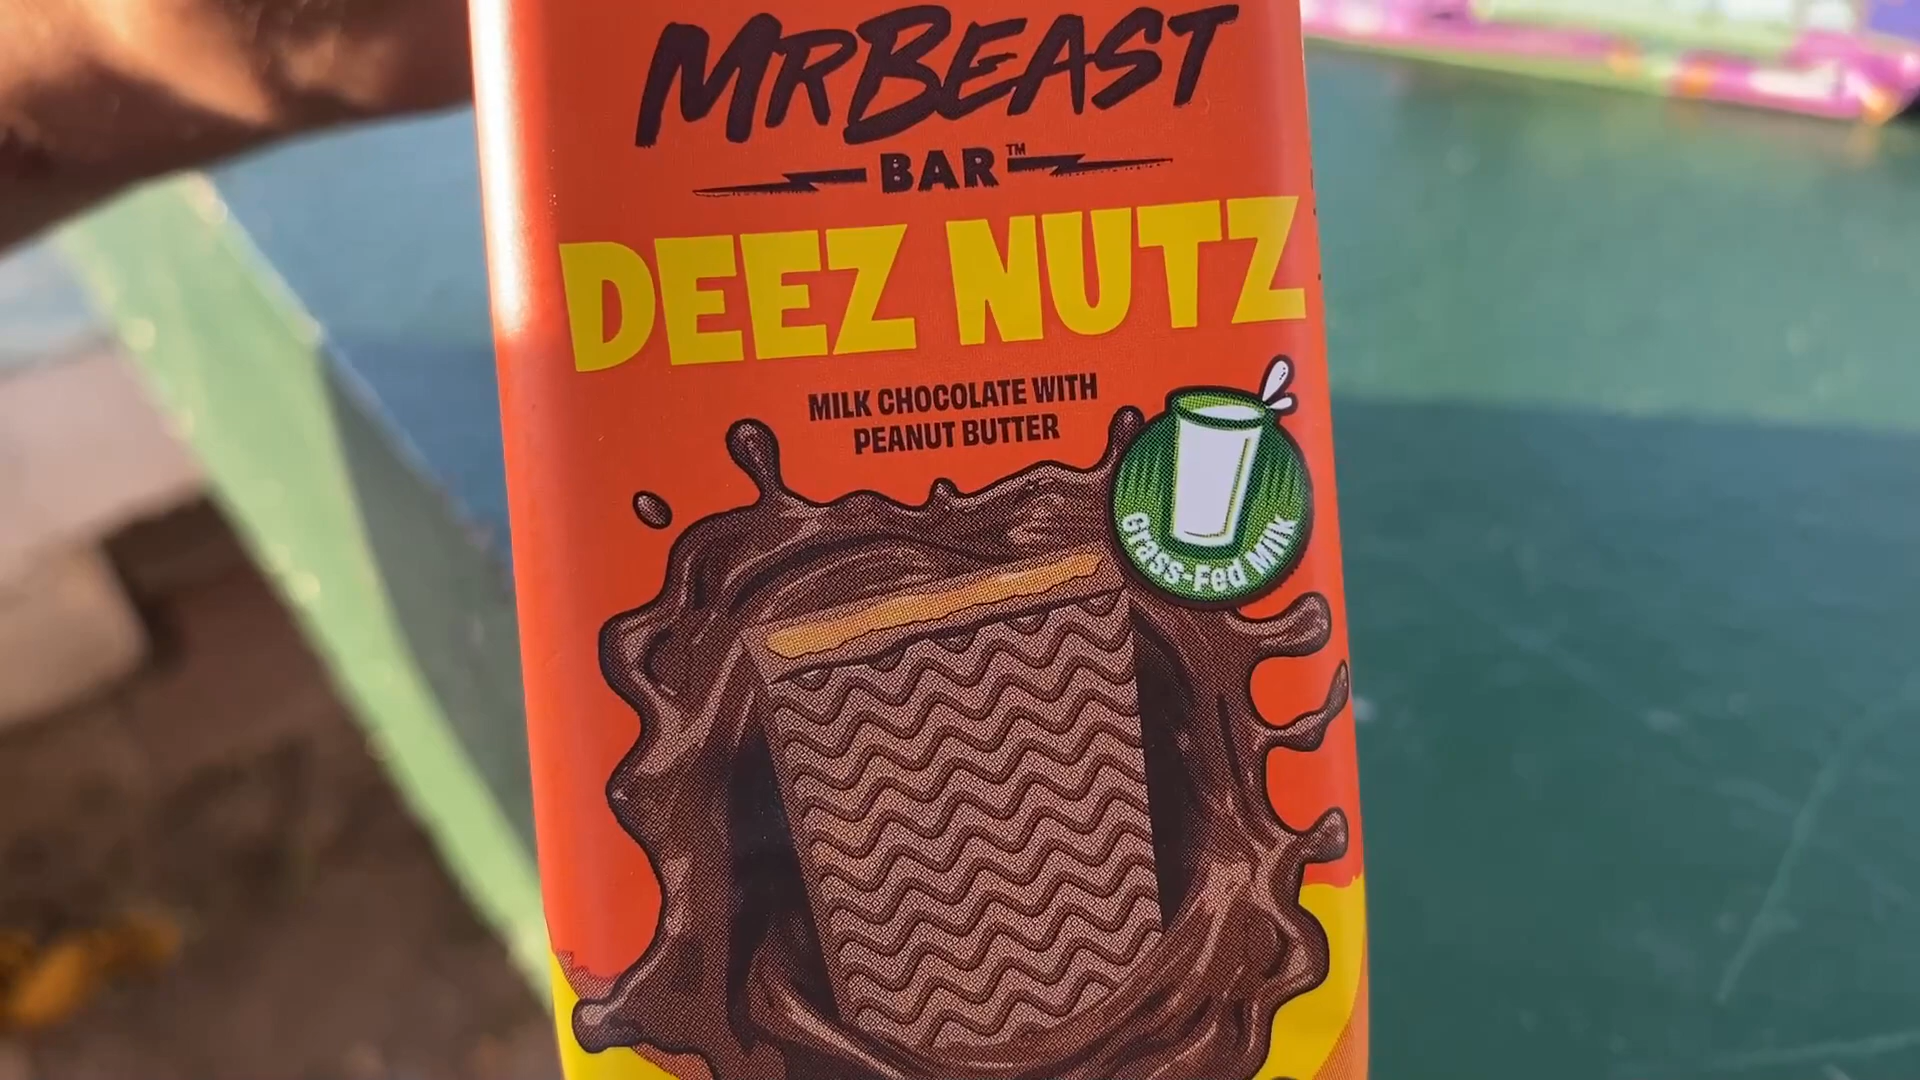 MRBEAST
BAR™
DEEZ NUTZ
MILK CHOCOLATE WITH
PEANUT BUTTER
Grass-Fed Milk